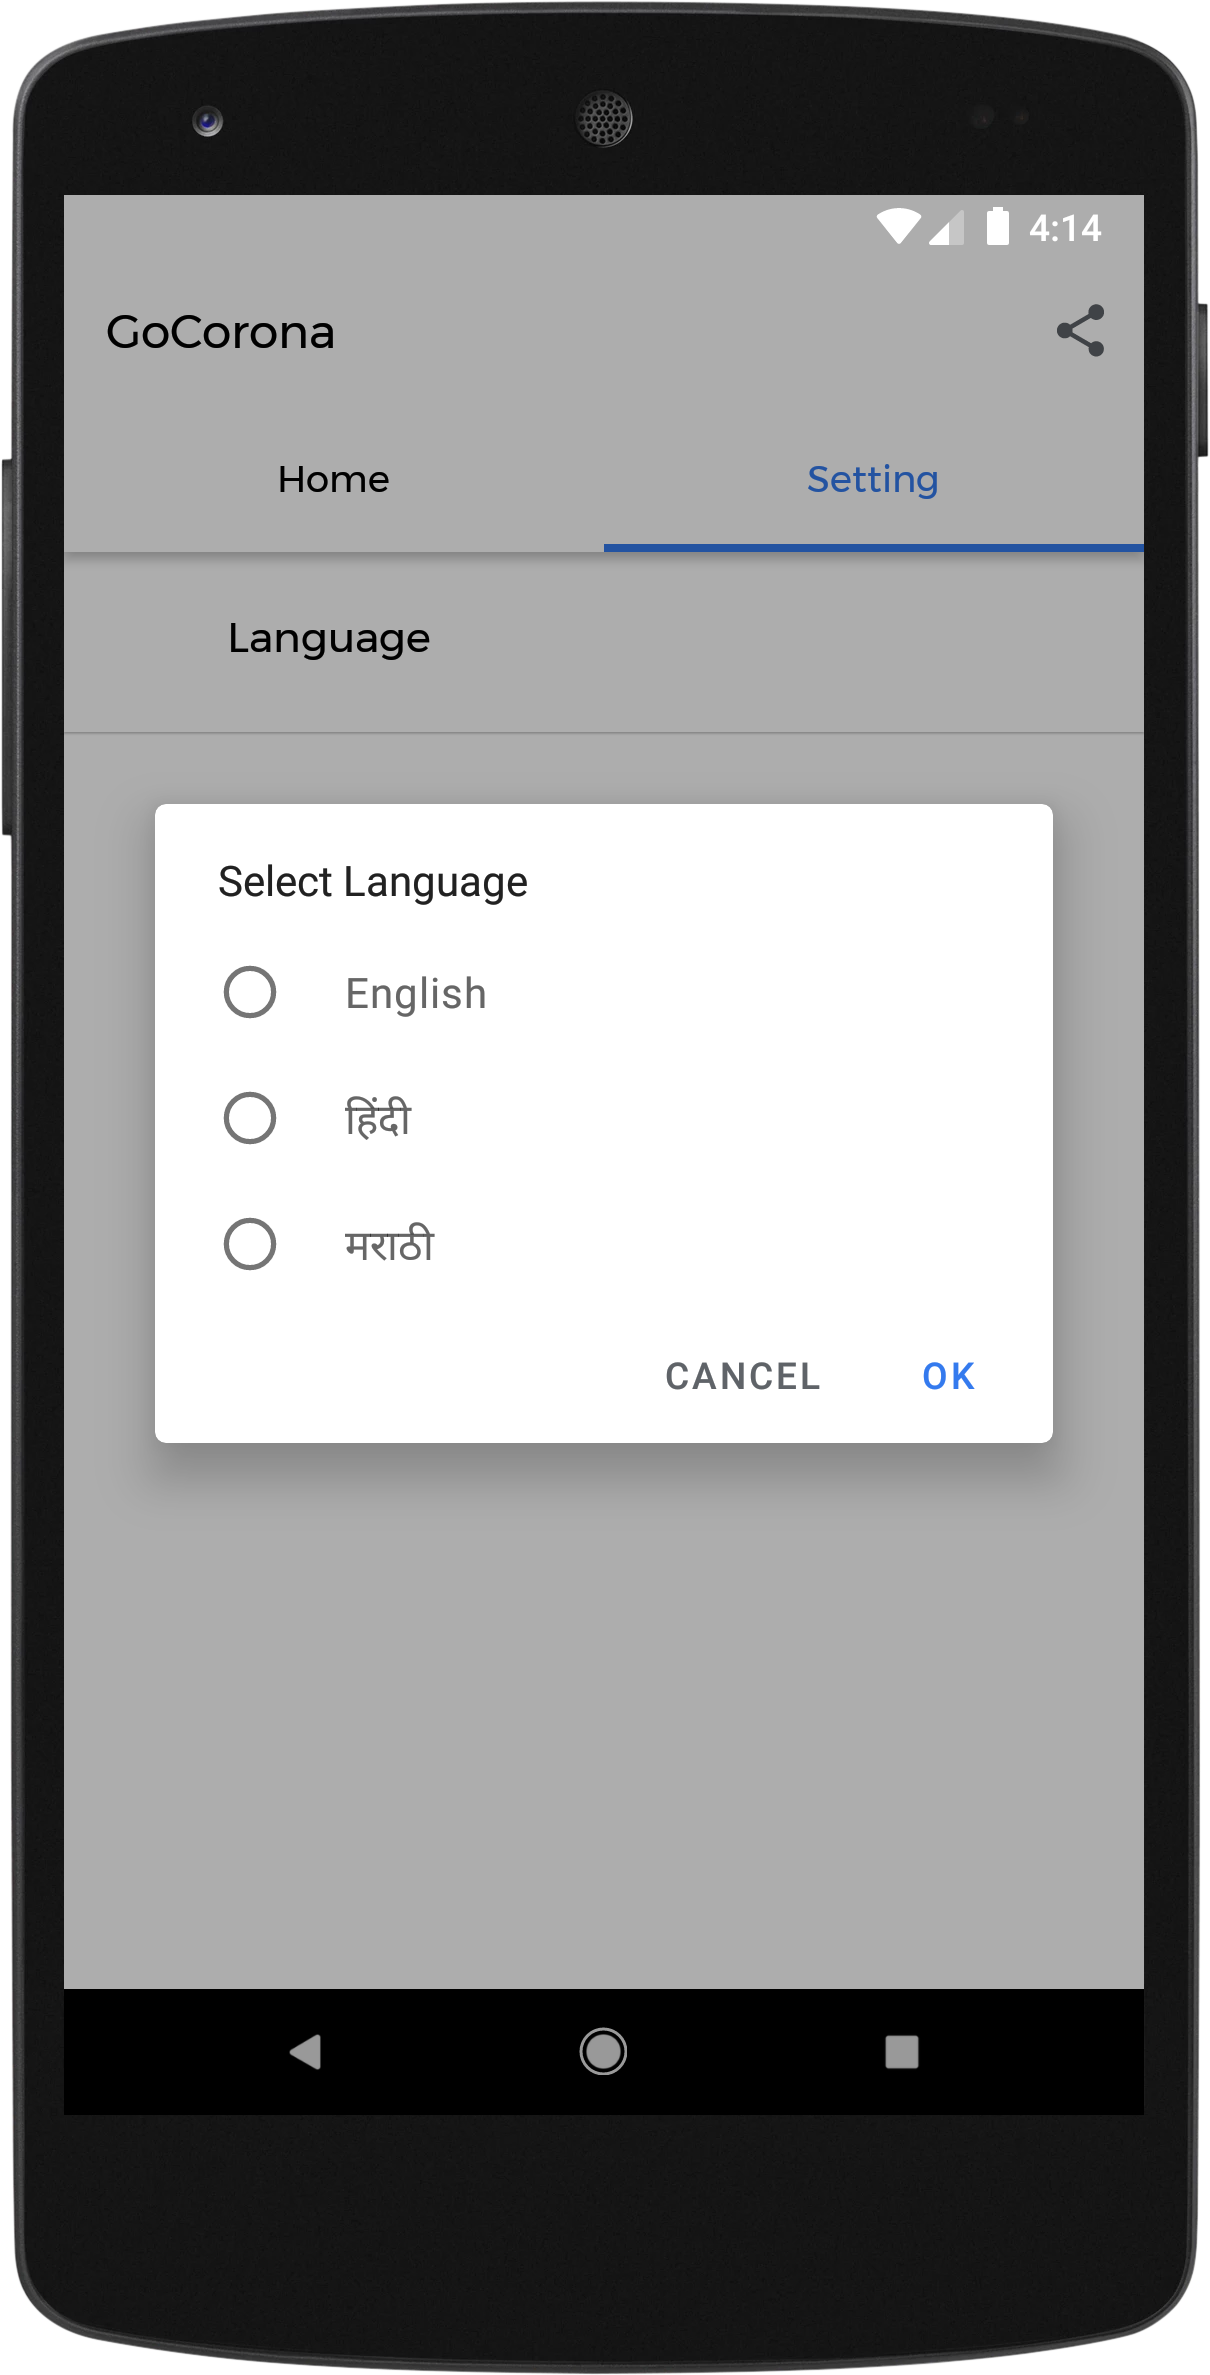 4:14
GoCorona
Home Setting
Language
Select Language
English
हिंदी
मराठी
CANCEL OK